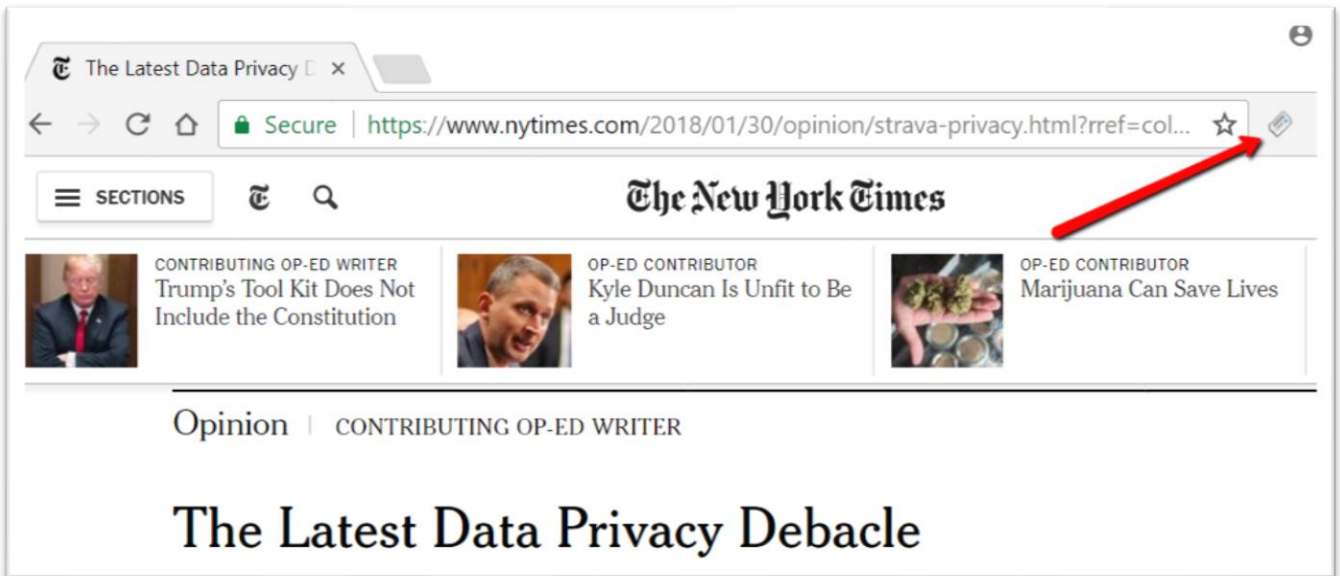 The Latest Data Privacy D
Secure | https://www.nytimes.com/2018/01/30/opinion/strava-privacy.html?rref=col...
SECTIONS
The New York Times
CONTRIBUTING OP-ED WRITER
Trump's Tool Kit Does Not
Include the Constitution
OP-ED CONTRIBUTOR
Kyle Duncan Is Unfit to Be
a Judge
OP-ED CONTRIBUTOR
Marijuana Can Save Lives
Opinion | CONTRIBUTING OP-ED WRITER
The Latest Data Privacy Debacle